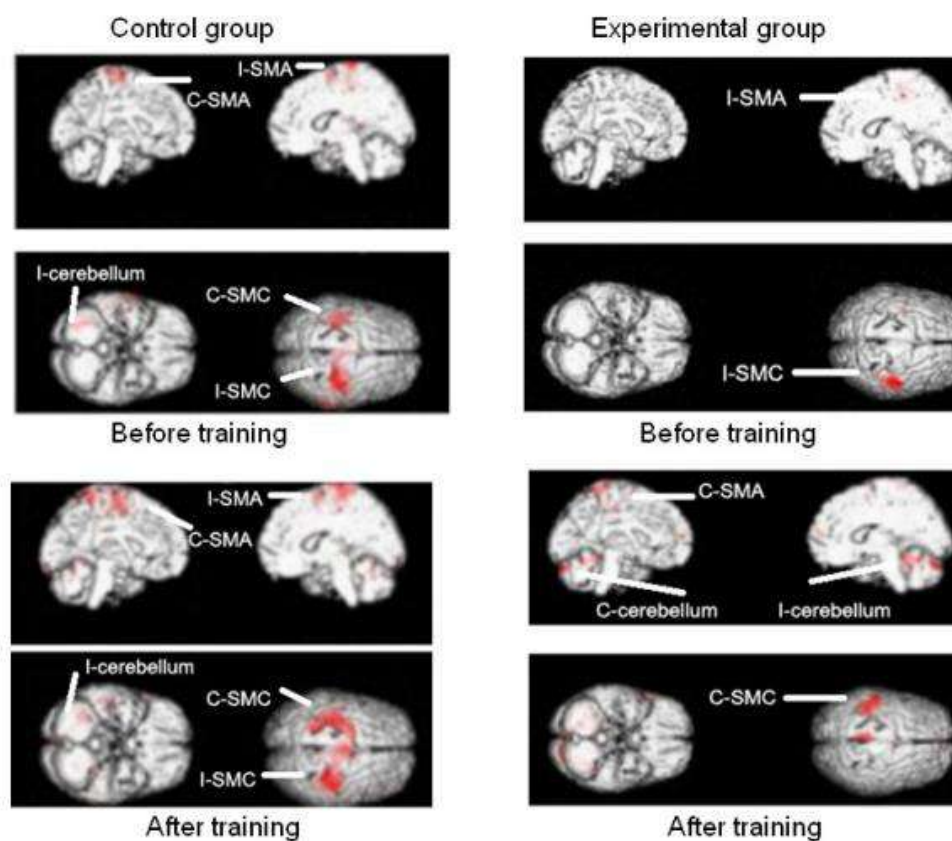 Control group
Experimental group
I-SMA
C-SMA
I-SMA
I-cerebellum
C-SMC
I-SMC
I-SMC
Before training
Before training
I-SMA
C-SMA
C-SMA
C-cerebellum
I-cerebellum
I-cerebellum
C-SMC
I-SMC
C-SMC
After training
After training